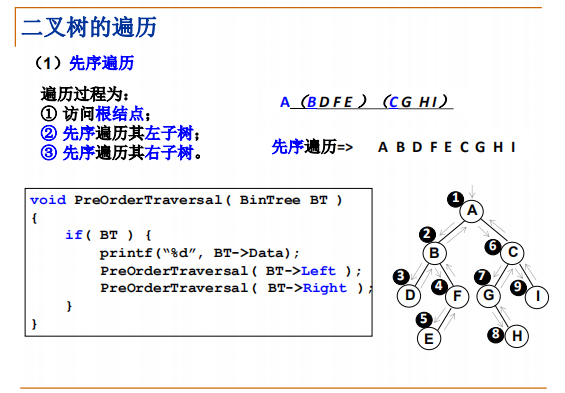 二叉树的遍历
（1）先序遍历
遍历过程为：
① 访问根结点；
② 先序遍历其左子树；
③ 先序遍历其右子树。
A（B D F E ）（C G H I）
先序遍历=> A B D F E C G H I
void PreOrderTraversal( BinTree BT )
{
if( BT ) {
printf(“%d”, BT->Data);
PreOrderTraversal( BT->Left );
PreOrderTraversal( BT->Right );
}
}
1
A
2
B
6
C
3
D
4
F
7
G
9
I
5
E
8
H